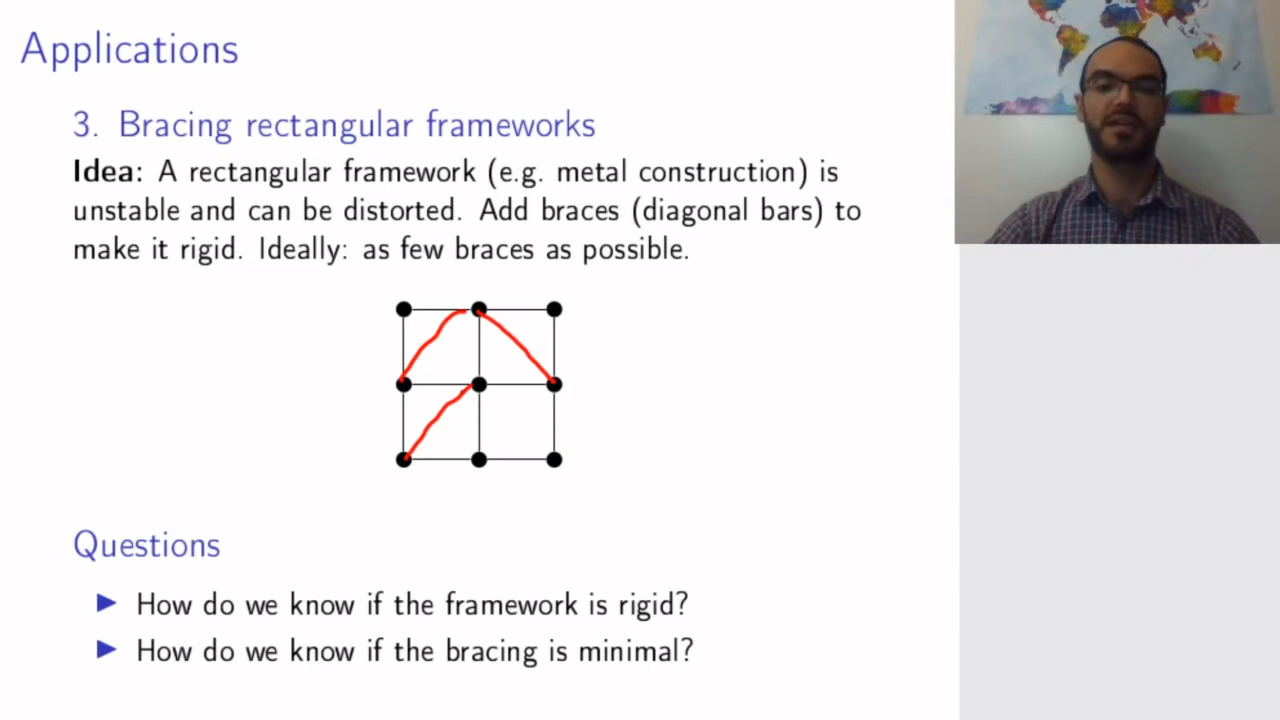 Applications
3. Bracing rectangular frameworks
Idea: A rectangular framework (e.g. metal construction) is
unstable and can be distorted. Add braces (diagonal bars) to
make it rigid. Ideally: as few braces as possible.
Questions
▶ How do we know if the framework is rigid?
▶ How do we know if the bracing is minimal?